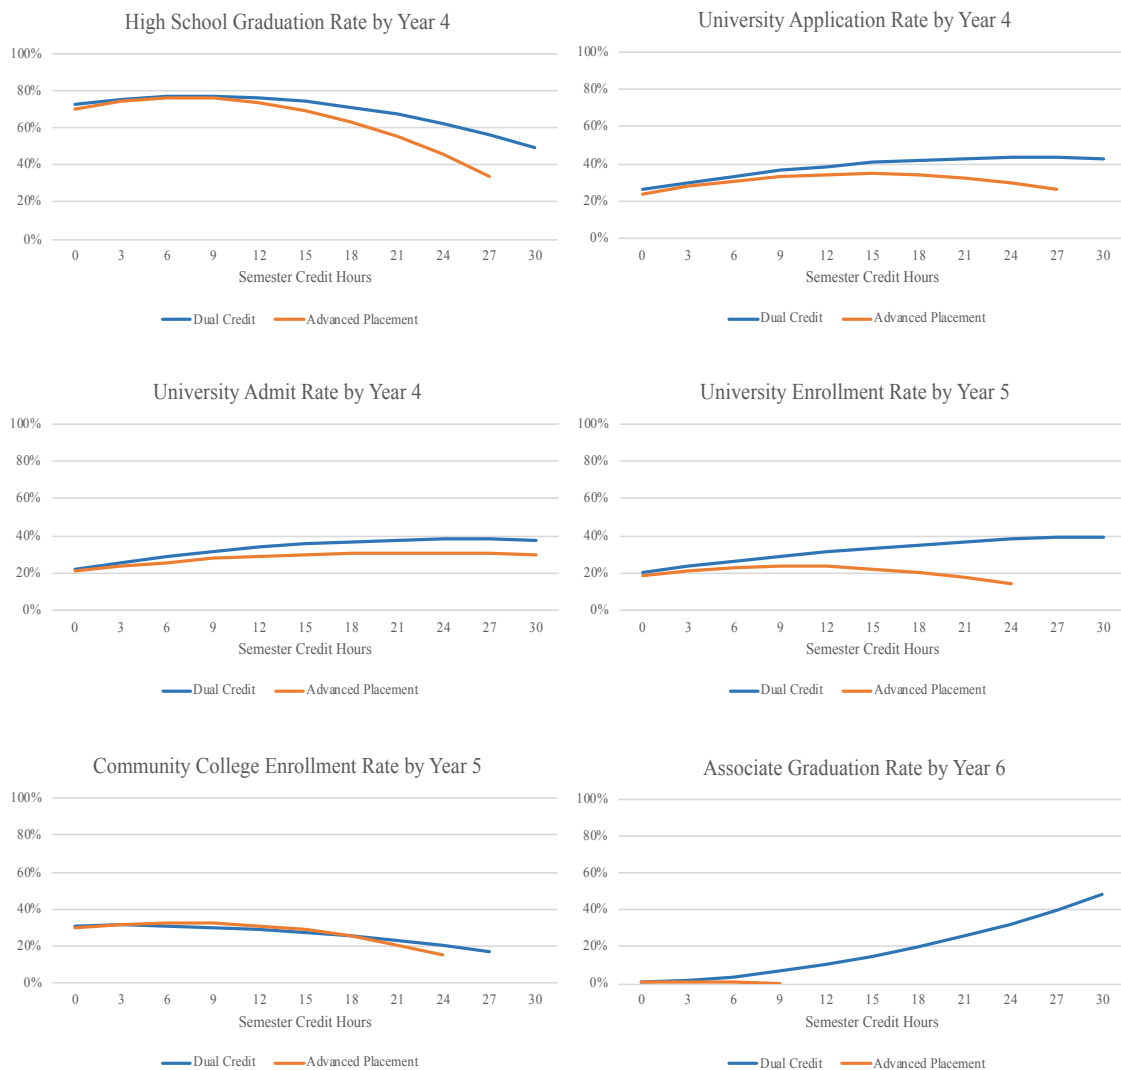 High School Graduation Rate by Year 4
100%
80%
60%
40%
20%
0%
0 3 6 9 12 15 18 21 24 27 30
Semester Credit Hours
Dual Credit Advanced Placement
University Application Rate by Year 4
100%
80%
60%
40%
20%
0%
0 3 6 9 12 15 18 21 24 27 30
Semester Credit Hours
Dual Credit Advanced Placement
University Admit Rate by Year 4
100%
80%
60%
40%
20%
0%
0 3 6 9 12 15 18 21 24 27 30
Semester Credit Hours
Dual Credit Advanced Placement
University Enrollment Rate by Year 5
100%
80%
60%
40%
20%
0%
0 3 6 9 12 15 18 21 24 27 30
Semester Credit Hours
Dual Credit Advanced Placement
Community College Enrollment Rate by Year 5
100%
80%
60%
40%
20%
0%
0 3 6 9 12 15 18 21 24 27 30
Semester Credit Hours
Dual Credit Advanced Placement
Associate Graduation Rate by Year 6
100%
80%
60%
40%
20%
0%
0 3 6 9 12 15 18 21 24 27 30
Semester Credit Hours
Dual Credit Advanced Placement